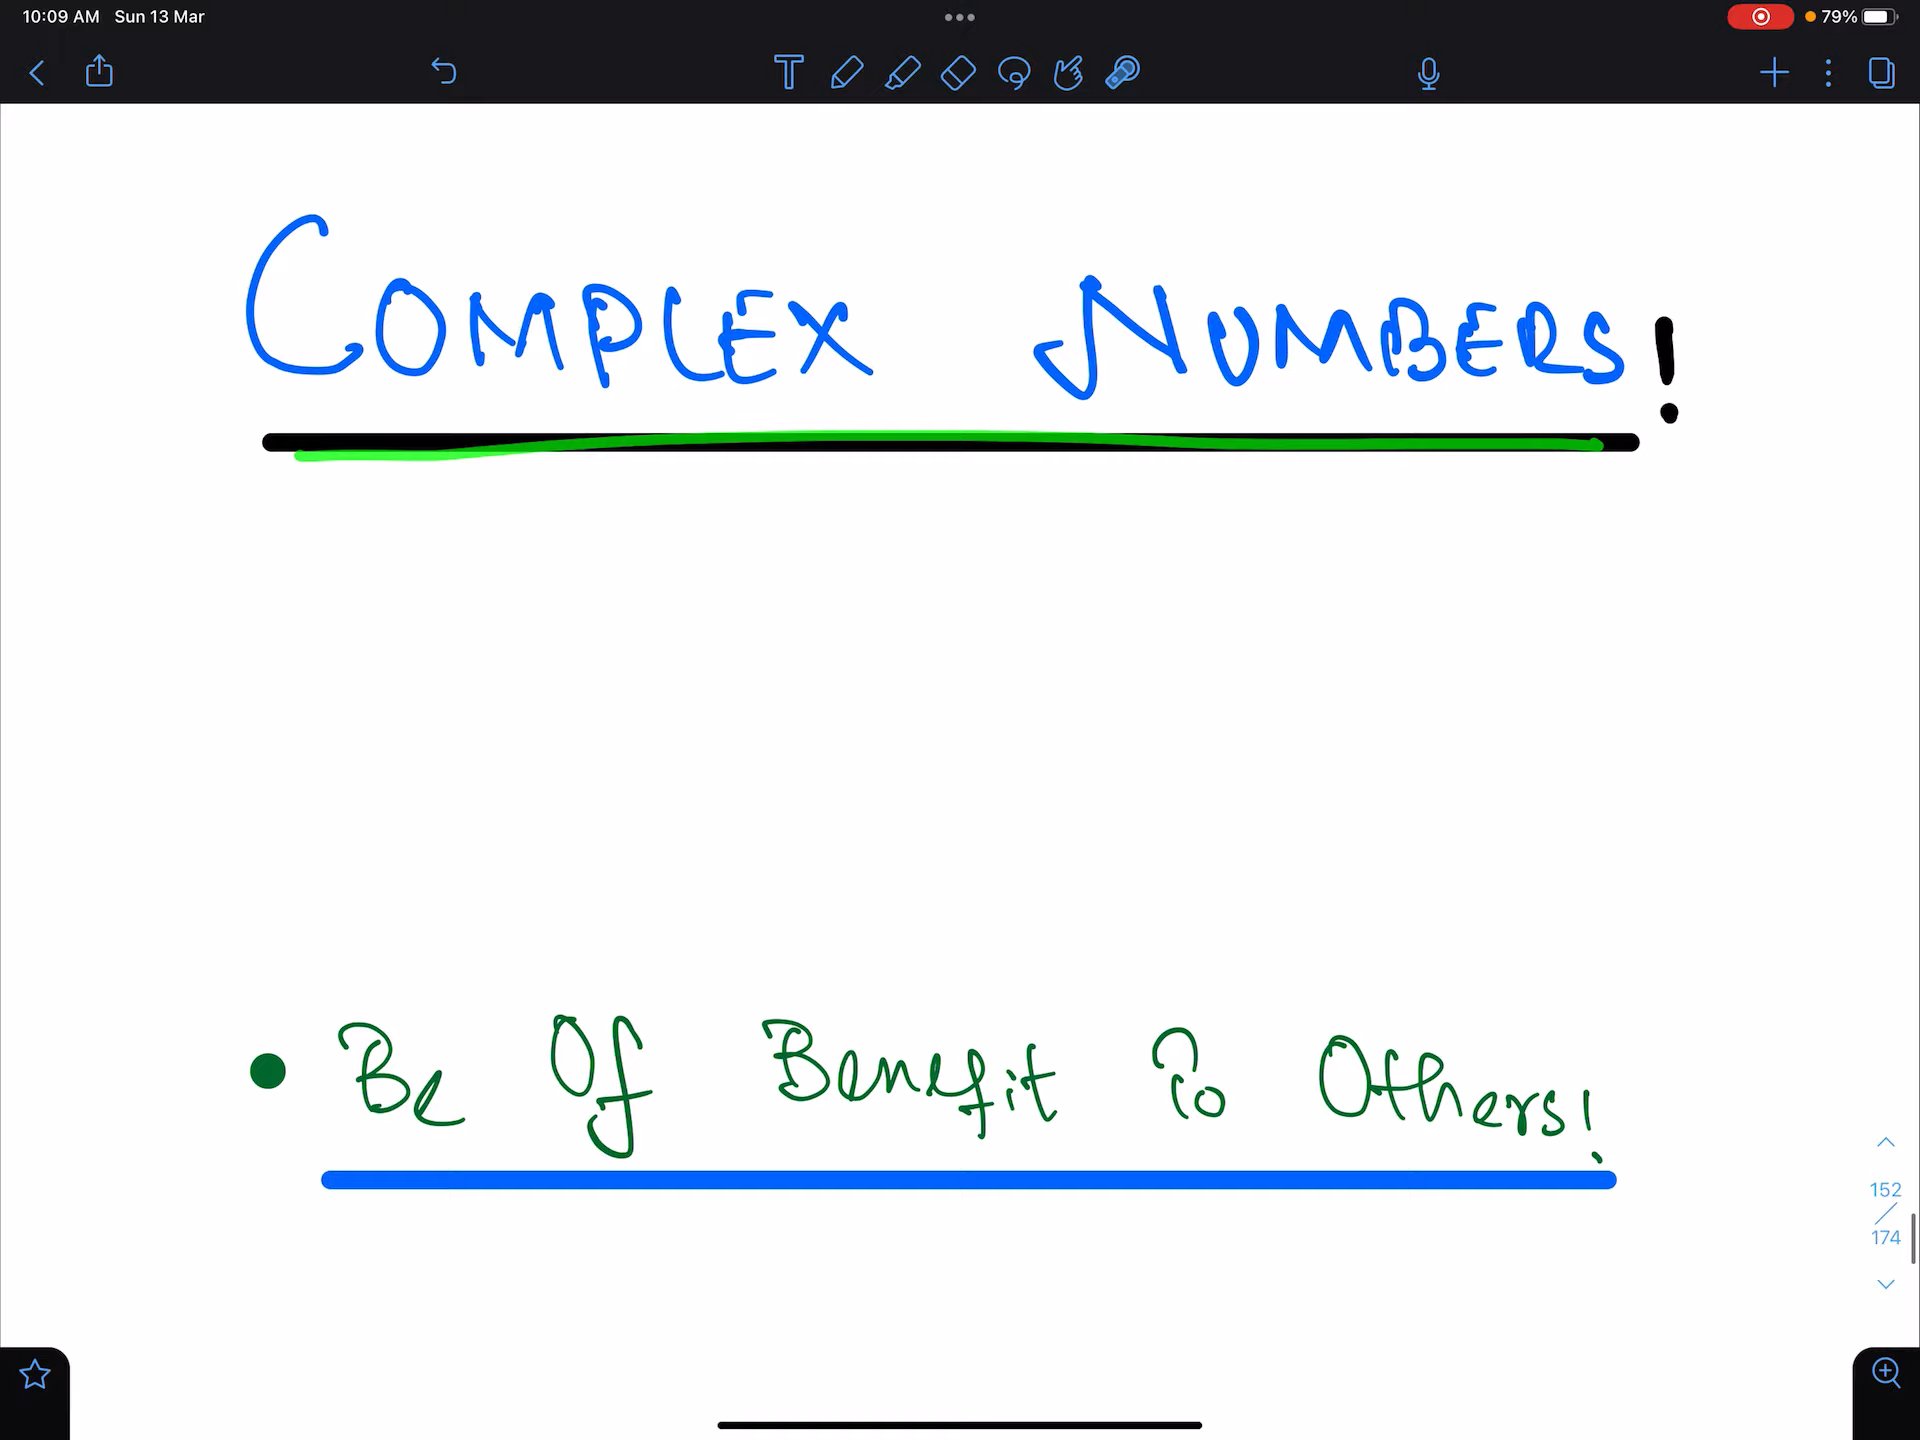 10:09 AM Sun 13 Mar
79%
COMPLEX NUMBERS!
• Be Of Benefit To Others!
152
174